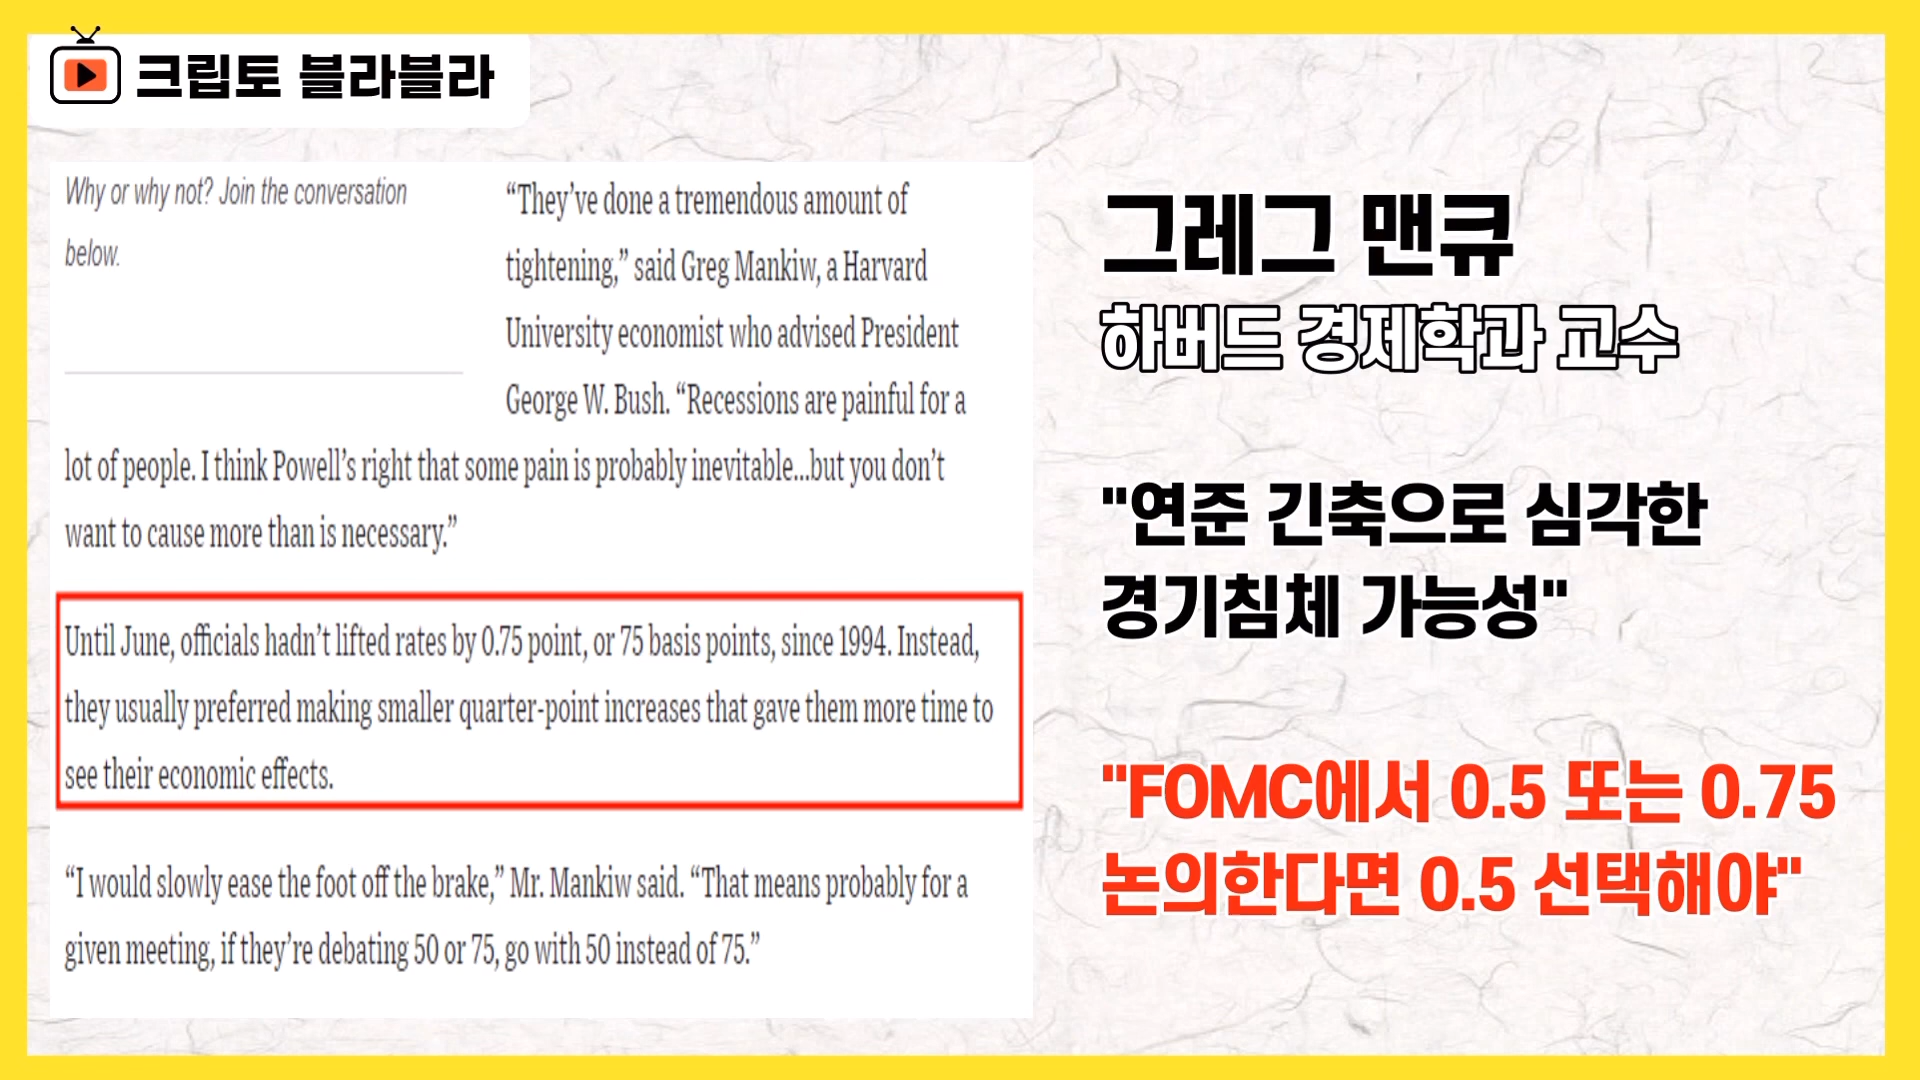 크립토 블라블라
Why or why not? Join the conversation
below.
“They’ve done a tremendous amount of
tightening,” said Greg Mankiw, a Harvard
University economist who advised President
George W. Bush. “Recessions are painful for a
lot of people. I think Powell’s right that some pain is probably inevitable…but you don’t
want to cause more than is necessary.”
Until June, officials hadn’t lifted rates by 0.75 point, or 75 basis points, since 1994. Instead,
they usually preferred making smaller quarter-point increases that gave them more time to
see their economic effects.
“I would slowly ease the foot off the brake,” Mr. Mankiw said. “That means probably for a
given meeting, if they’re debating 50 or 75, go with 50 instead of 75.”
그레그 맨큐
하버드 경제학과 교수
"연준 긴축으로 심각한
경기침체 가능성"
"FOMC에서 0.5 또는 0.75
논의한다면 0.5 선택해야"